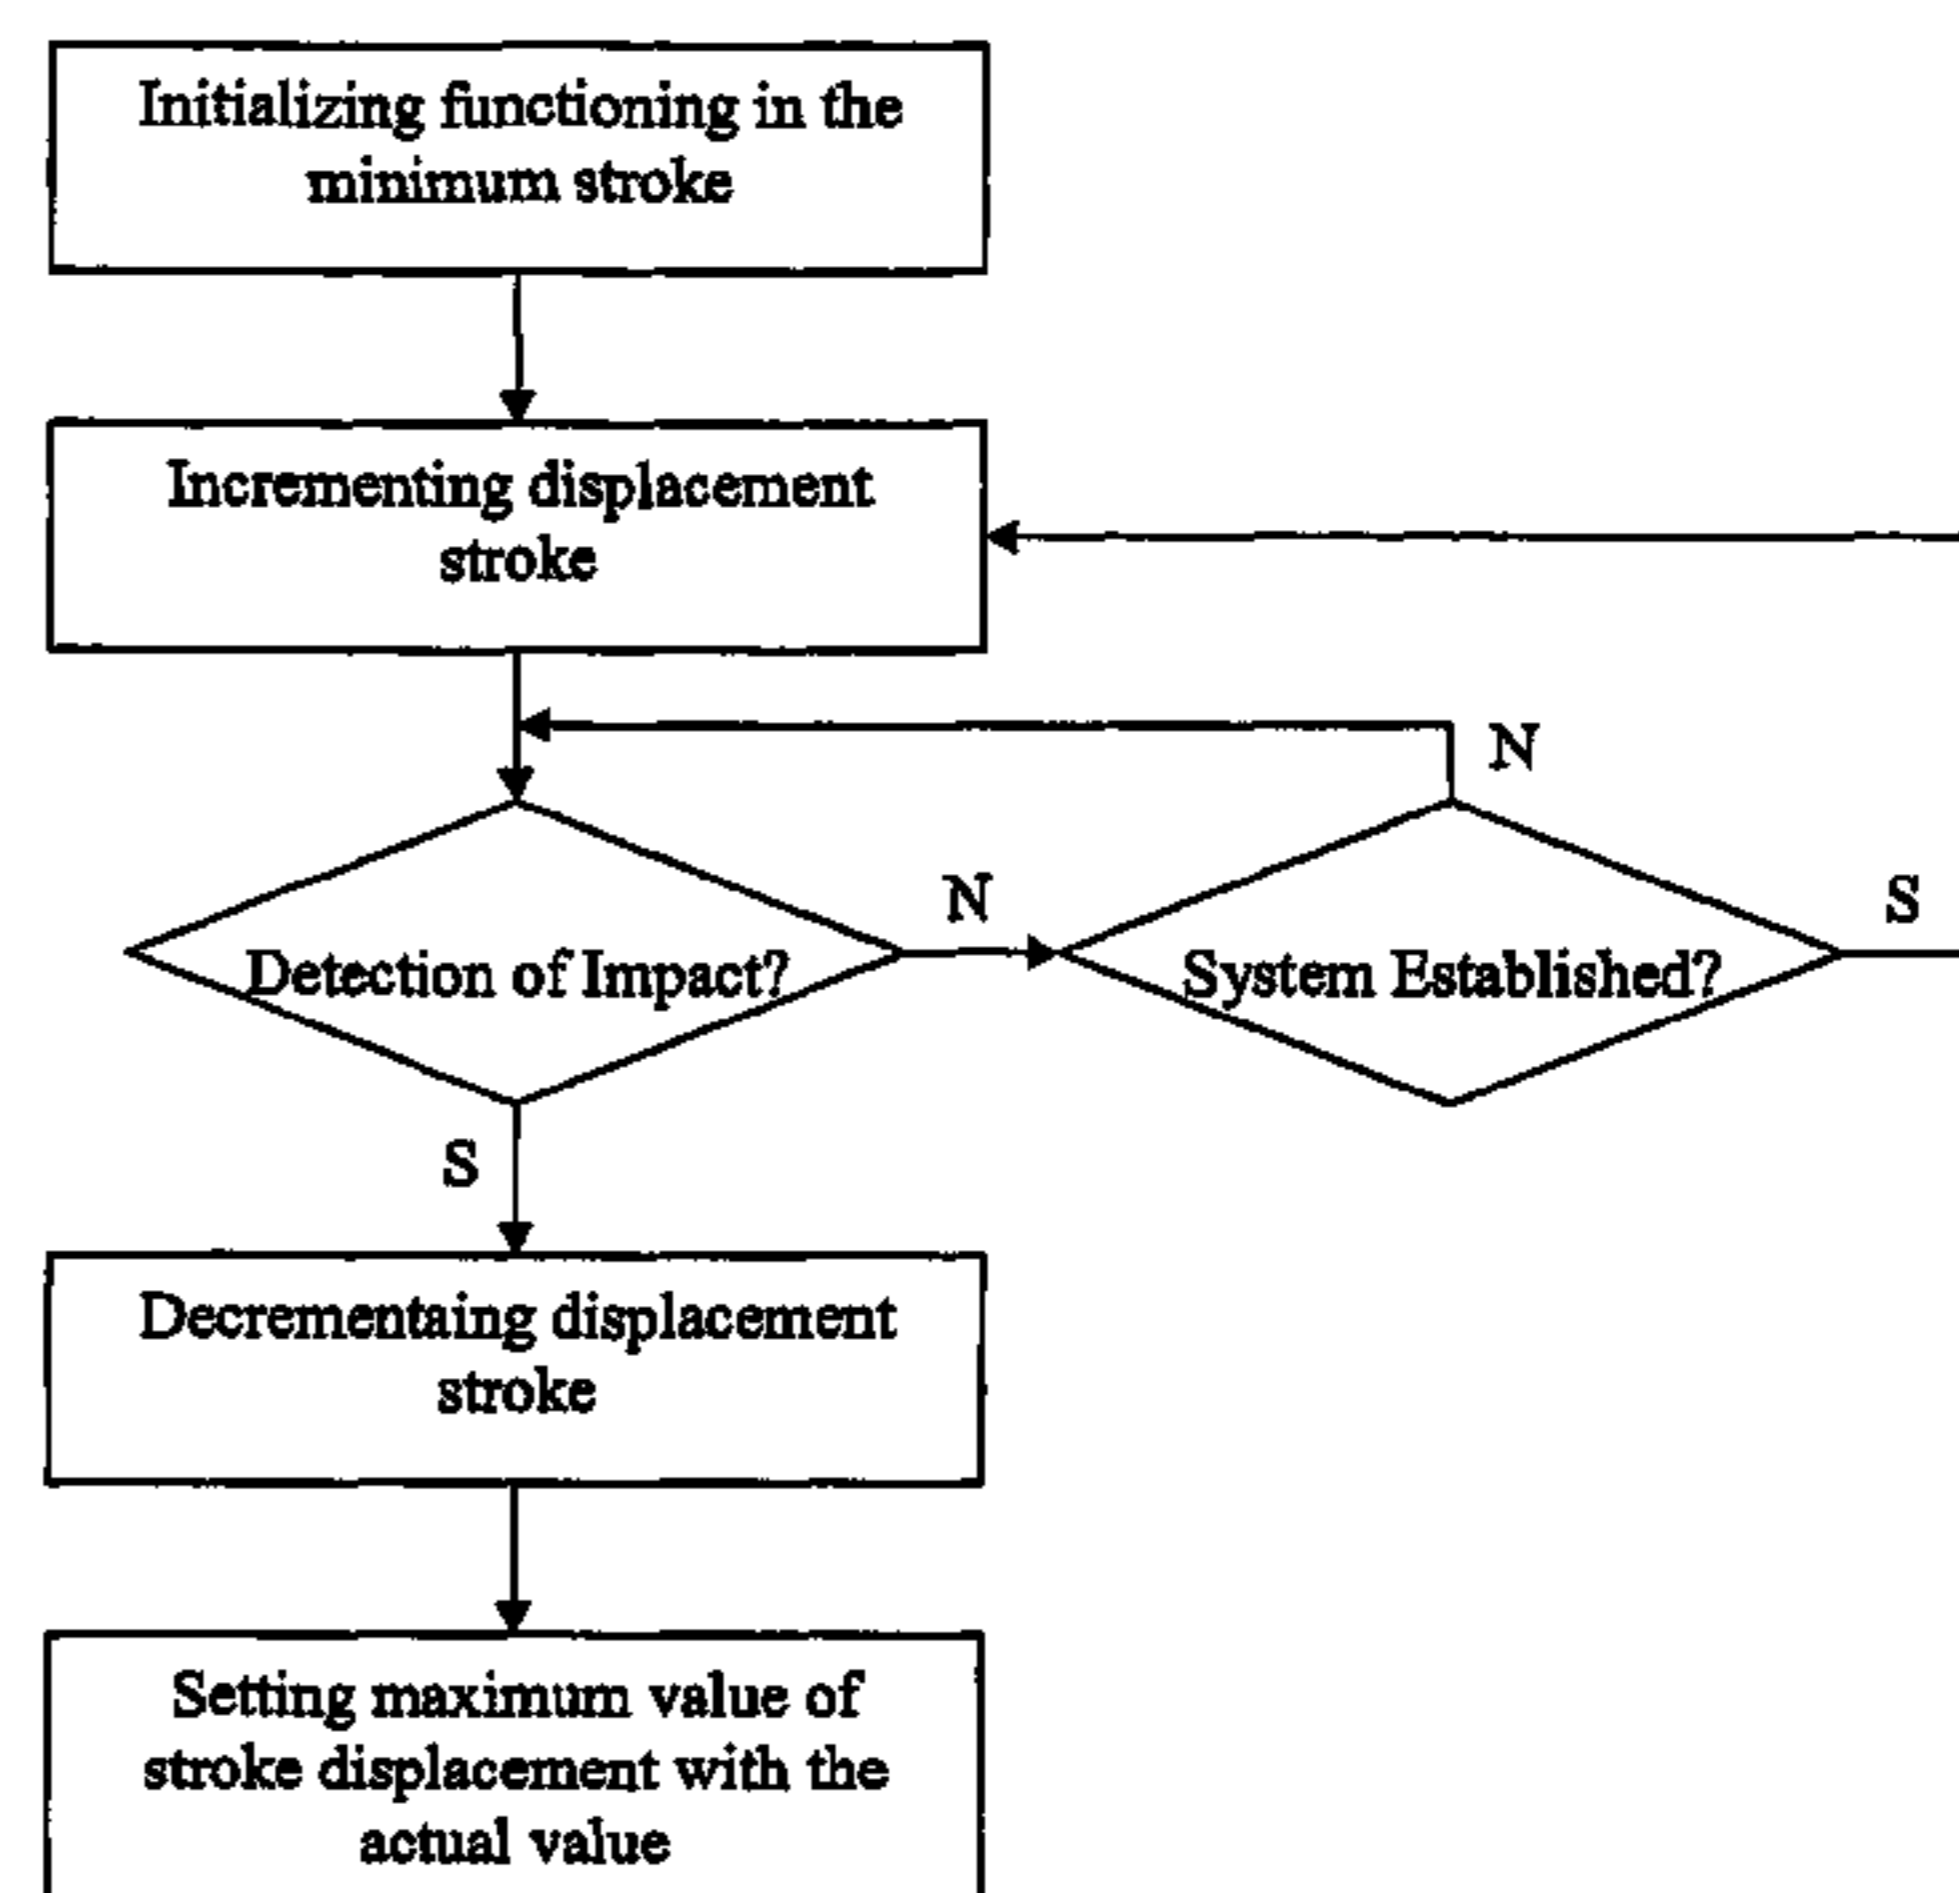 Initializing functioning in the
minimum stroke
Incrementing displacement
stroke
N
N
S
Detection of Impact?
System Established?
S
Decrementaing displacement
stroke
Setting maximum value of
stroke displacement with the
actual value